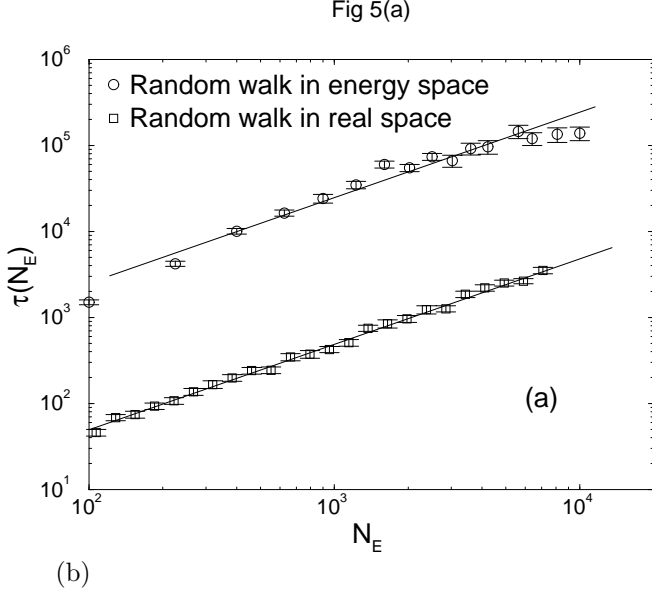 Fig 5(a)
10^6
Random walk in energy space
Random walk in real space
10^5
10^4
τ(N_E)
10^3
10^2
(a)
10^1
10^2 10^3 10^4
N_E
(b)